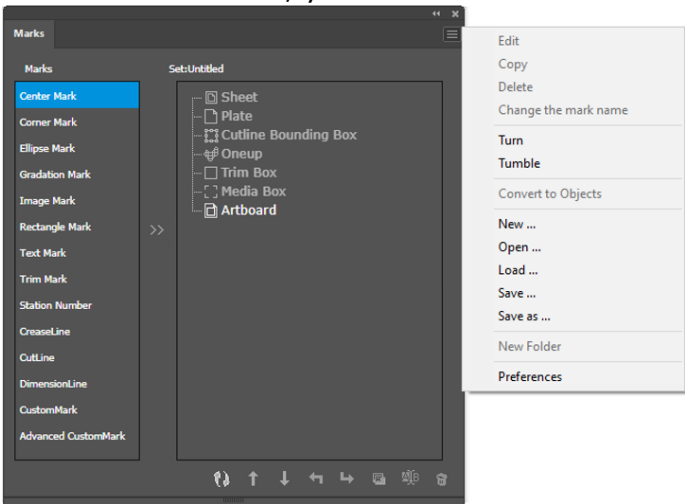 Marks
Marks
Set:Untitled
Center Mark
Corner Mark
Ellipse Mark
Gradation Mark
Image Mark
Rectangle Mark
Text Mark
Trim Mark
Station Number
CreaseLine
CutLine
DimensionLine
CustomMark
Advanced CustomMark
>>
Sheet
Plate
Cutline Bounding Box
Oneup
Trim Box
Media Box
Artboard
Edit
Copy
Delete
Change the mark name
Turn
Tumble
Convert to Objects
New ...
Open ...
Load ...
Save ...
Save as ...
New Folder
Preferences